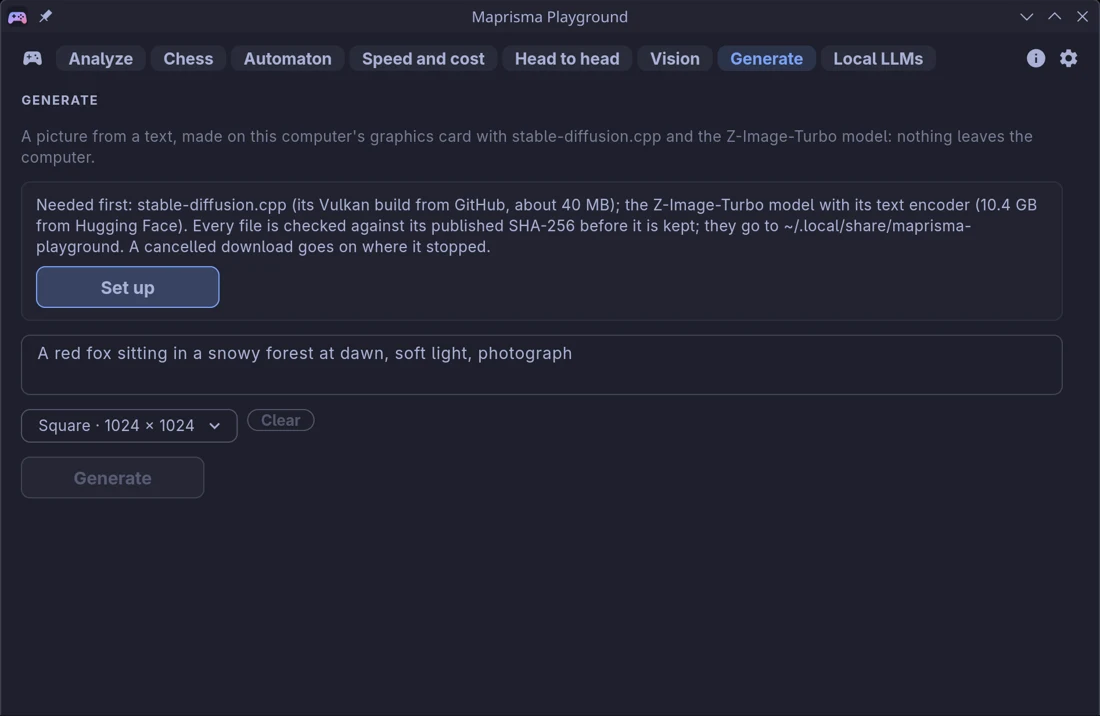 Maprisma Playground
Analyze Chess Automaton Speed and cost Head to head Vision Generate Local LLMs
GENERATE
A picture from a text, made on this computer's graphics card with stable-diffusion.cpp and the Z-Image-Turbo model: nothing leaves the
computer.
Needed first: stable-diffusion.cpp (its Vulkan build from GitHub, about 40 MB); the Z-Image-Turbo model with its text encoder (10.4 GB
from Hugging Face). Every file is checked against its published SHA-256 before it is kept; they go to ~/.local/share/maprisma-
playground. A cancelled download goes on where it stopped.
Set up
A red fox sitting in a snowy forest at dawn, soft light, photograph
Square · 1024 × 1024 Clear
Generate